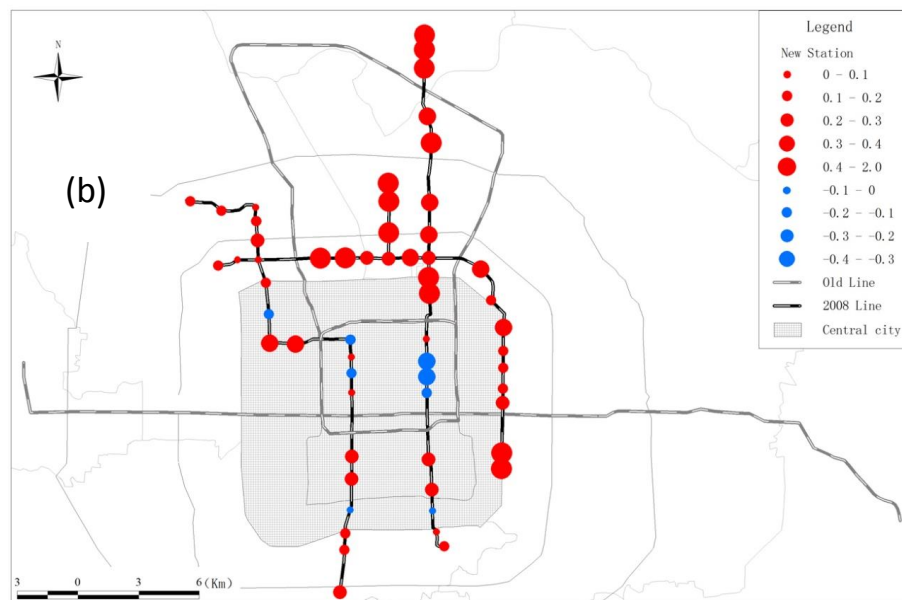 N
(b)
Legend
New Station
0 - 0.1
0.1 - 0.2
0.2 - 0.3
0.3 - 0.4
0.4 - 2.0
-0.1 - 0
-0.2 - -0.1
-0.3 - -0.2
-0.4 - -0.3
Old Line
2008 Line
Central city
3 0 3 6 (Km)